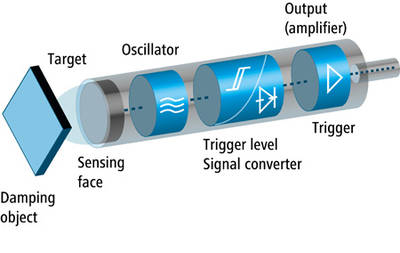 Output
(amplifier)
Target
Oscillator
Sensing
face
Trigger level
Signal converter
Trigger
Damping
object